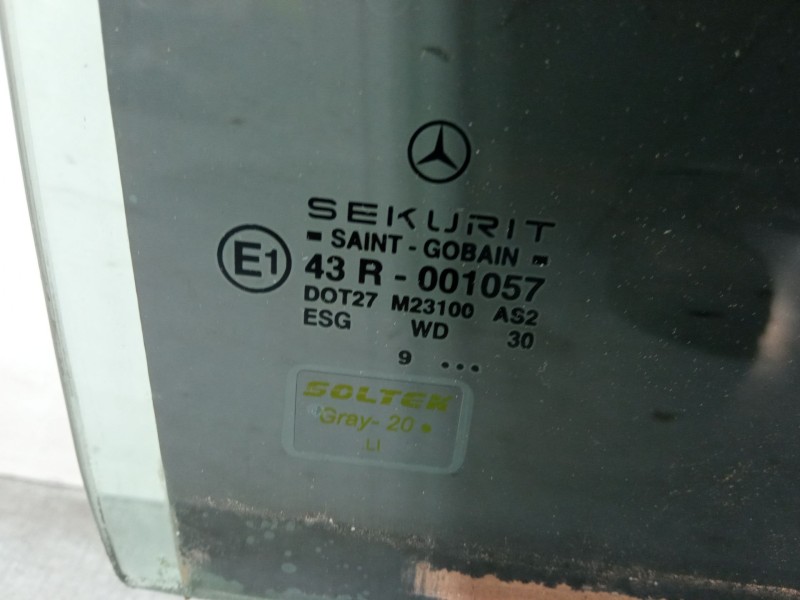 SEKURIT
- SAINT - GOBAIN -
E1
43 R - 001057
DOT27 M23100 AS2
ESG WD 30
9 ...
SOLTEK
Gray- 20